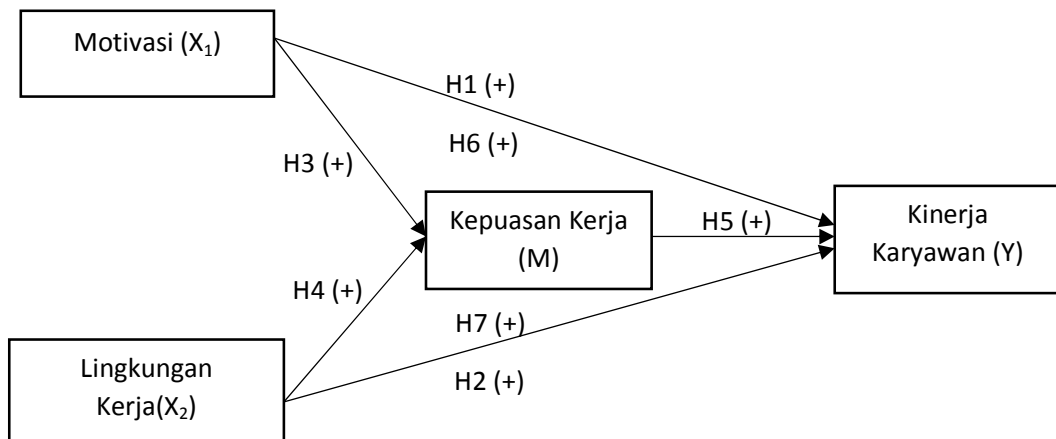 Motivasi (X₁)
H1 (+)
H6 (+)
H3 (+)
Kepuasan Kerja
(M)
H5 (+)
Kinerja
Karyawan (Y)
H4 (+)
H7 (+)
H2 (+)
Lingkungan
Kerja(X₂)